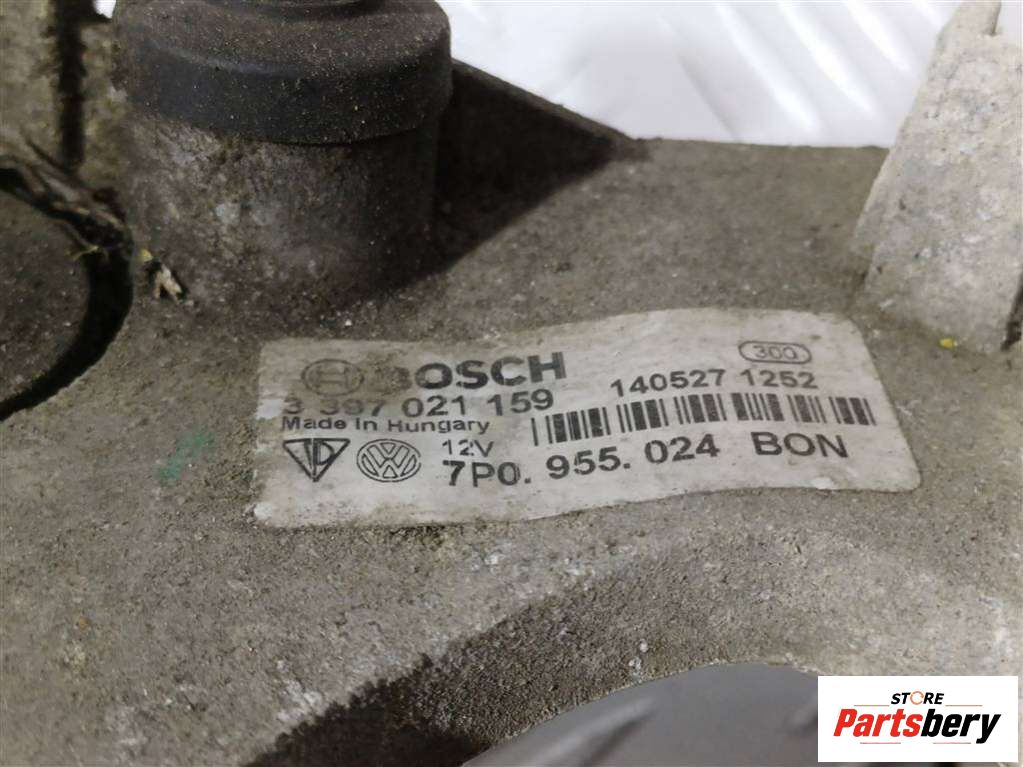 BOSCH
300
3 397 021 159
140527 1252
Made in Hungary
12V
7P0. 955. 024 BON
STORE
Partsbery